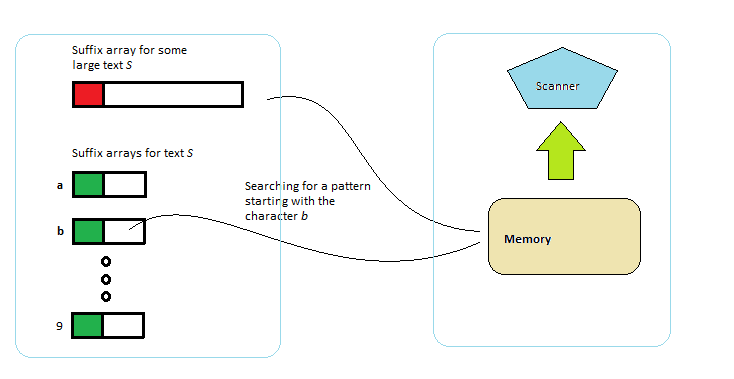 Suffix array for some
large text S
Scanner
Suffix arrays for text S
a
Searching for a pattern
starting with the
character b
b
Memory
9